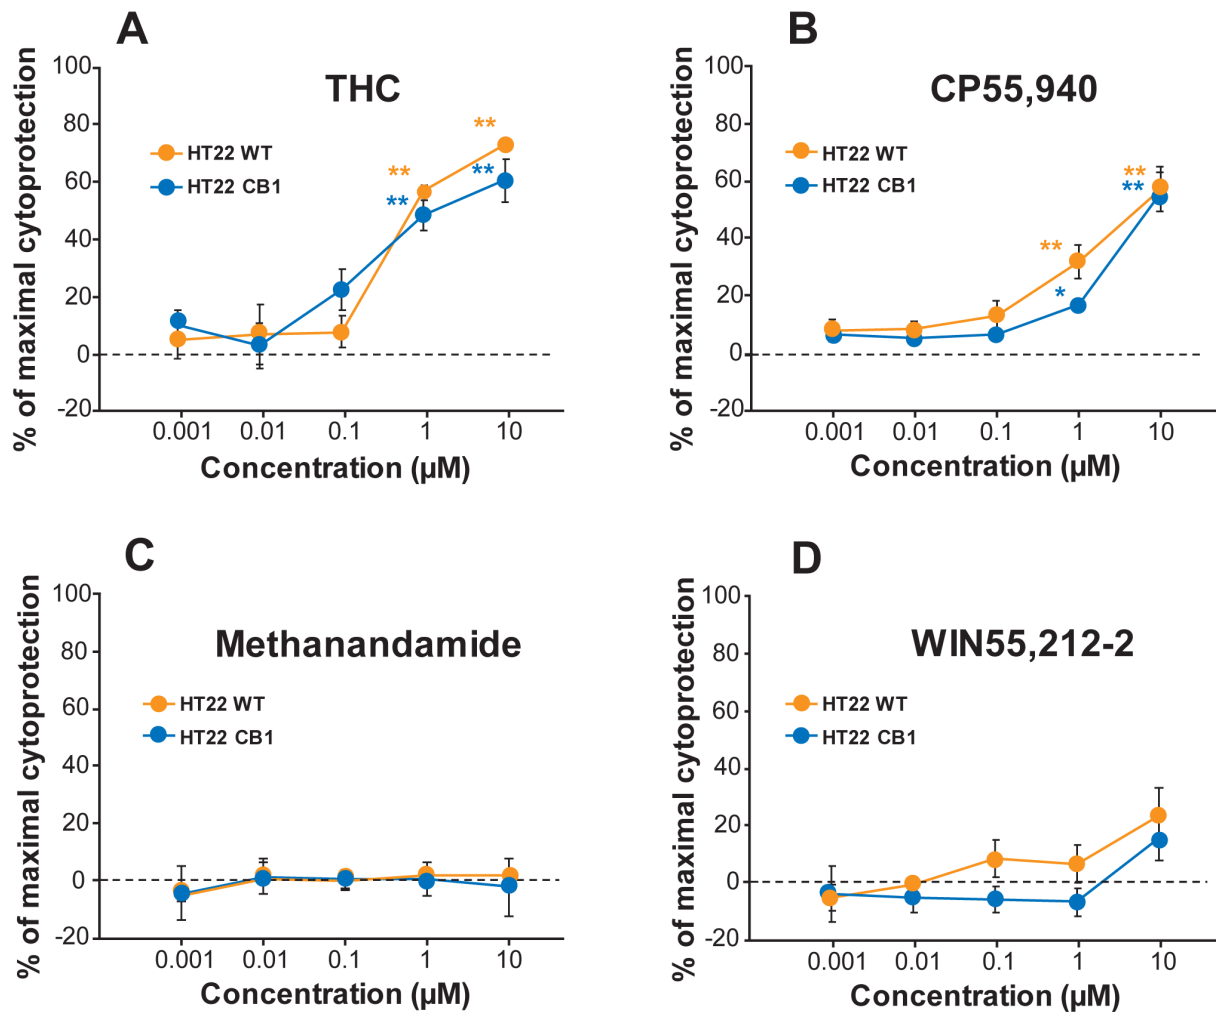 A
THC
% of maximal cytoprotection
100
80
60
40
20
0
-20
HT22 WT
HT22 CB1
**
**
**
**
0.001 0.01 0.1 1 10
Concentration (µM)
B
CP55,940
% of maximal cytoprotection
100
80
60
40
20
0
-20
HT22 WT
HT22 CB1
**
**
**
*
0.001 0.01 0.1 1 10
Concentration (µM)
C
Methanandamide
% of maximal cytoprotection
100
80
60
40
20
0
-20
HT22 WT
HT22 CB1
0.001 0.01 0.1 1 10
Concentration (µM)
D
WIN55,212-2
% of maximal cytoprotection
100
80
60
40
20
0
-20
HT22 WT
HT22 CB1
0.001 0.01 0.1 1 10
Concentration (µM)